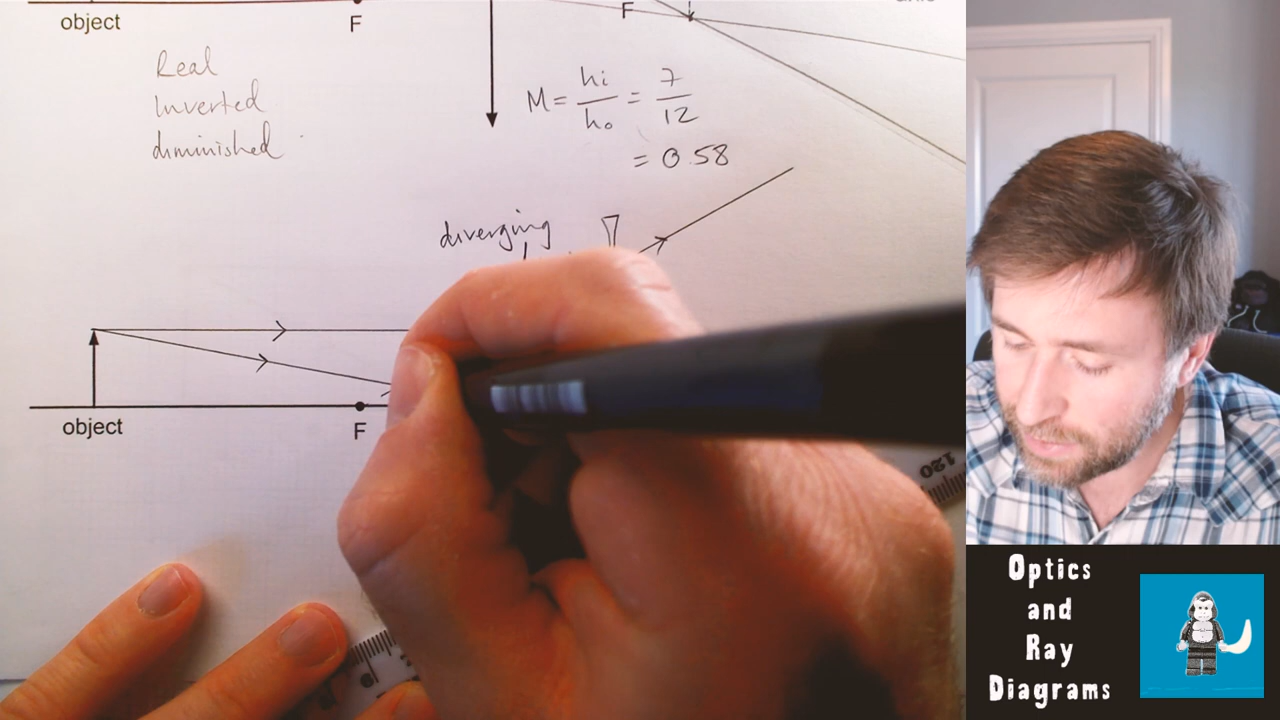 object
F
F
Real
Inverted
diminished
M = hi/ho = 7/12
= 0.58
diverging
object
F
120
Optics
and
Ray
Diagrams